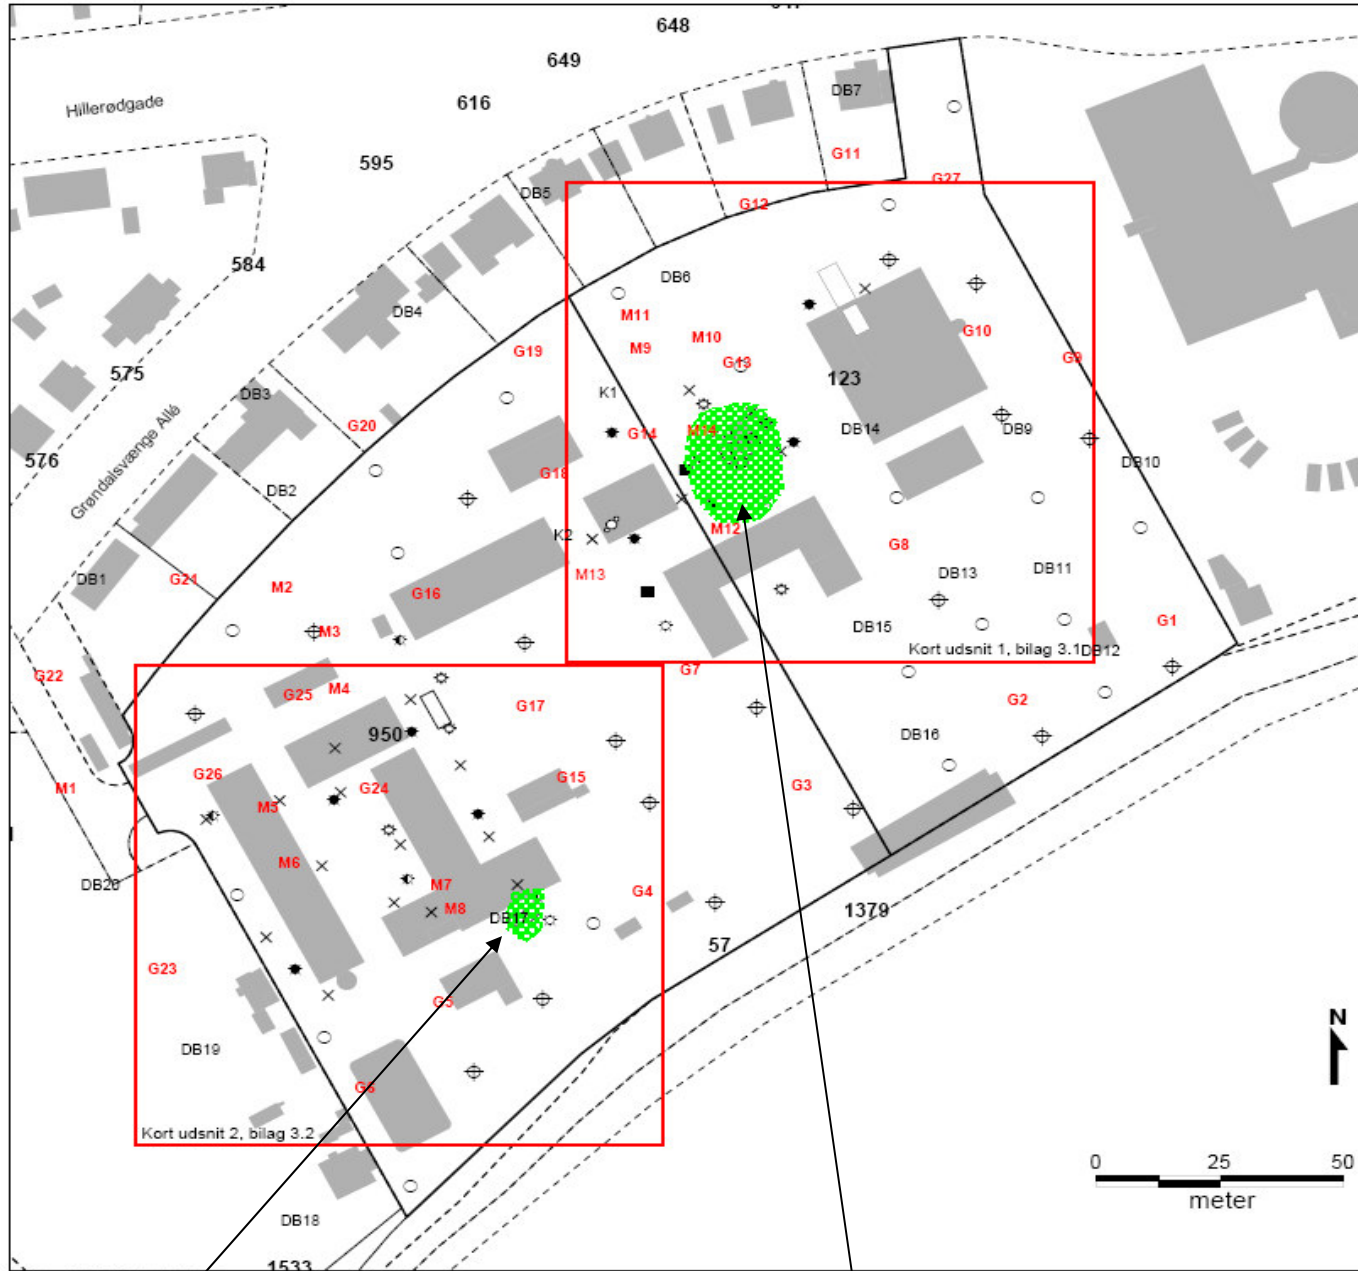 648
649
616
Hillerødgade
595
DB7
G11
G27
DB5
G12
584
DB6
DB4
M11
M10
G10
M9
G19
G13
G9
575
123
DB3
K1
G20
G14
M14
DB14
DB9
576
Grøndalsvænge Allé
G18
DB10
DB2
M12
K2
G8
DB1
G21
M2
M13
DB13
DB11
G16
M3
DB15
G1
Kort udsnit 1, bilag 3.1
DB12
G22
G7
M4
G25
G17
G2
950
DB16
G26
G15
M1
G24
G3
M5
M6
M7
DB20
G4
M8
1379
DB17
57
G23
G5
N
DB19
G6
Kort udsnit 2, bilag 3.2
0 25 50
meter
DB18
1533